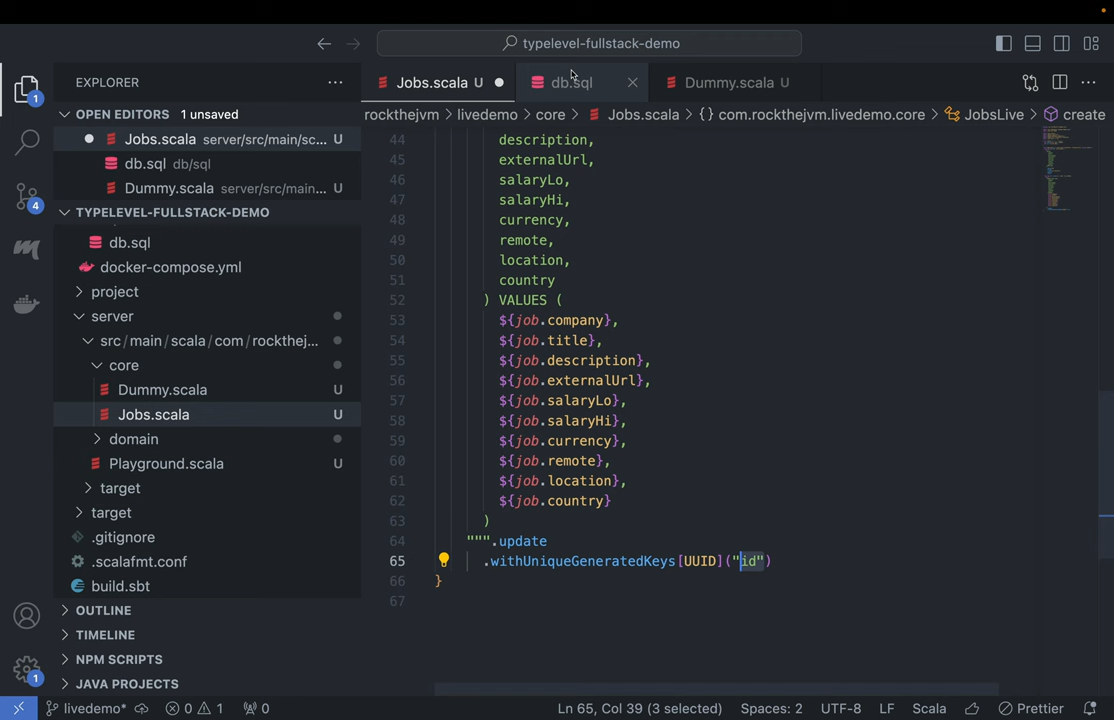 typelevel-fullstack-demo
EXPLORER
Jobs.scala U
db.sql
Dummy.scala U
OPEN EDITORS 1 unsaved
rockthejvm livedemo core Jobs.scala {} com.rockthejvm.livedemo.core JobsLive create
Jobs.scala server/src/main/sc... U
db.sql db/sql
Dummy.scala server/src/main... U
TYPELEVEL-FULLSTACK-DEMO
db.sql
docker-compose.yml
project
server
src/main/scala/com/rockthej...
core
Dummy.scala U
Jobs.scala U
domain
Playground.scala U
target
target
.gitignore
.scalafmt.conf
build.sbt
OUTLINE
TIMELINE
NPM SCRIPTS
JAVA PROJECTS
1
4
1
44 description,
45 externalUrl,
46 salaryLo,
47 salaryHi,
48 currency,
49 remote,
50 location,
51 country
52 ) VALUES (
53 ${job.company},
54 ${job.title},
55 ${job.description},
56 ${job.externalUrl},
57 ${job.salaryLo},
58 ${job.salaryHi},
59 ${job.currency},
60 ${job.remote},
61 ${job.location},
62 ${job.country}
63 )
64 """.update
65 .withUniqueGeneratedKeys[UUID]("id")
66 }
67
livedemo* 0 1 0 Ln 65, Col 39 (3 selected) Spaces: 2 UTF-8 LF Scala Prettier